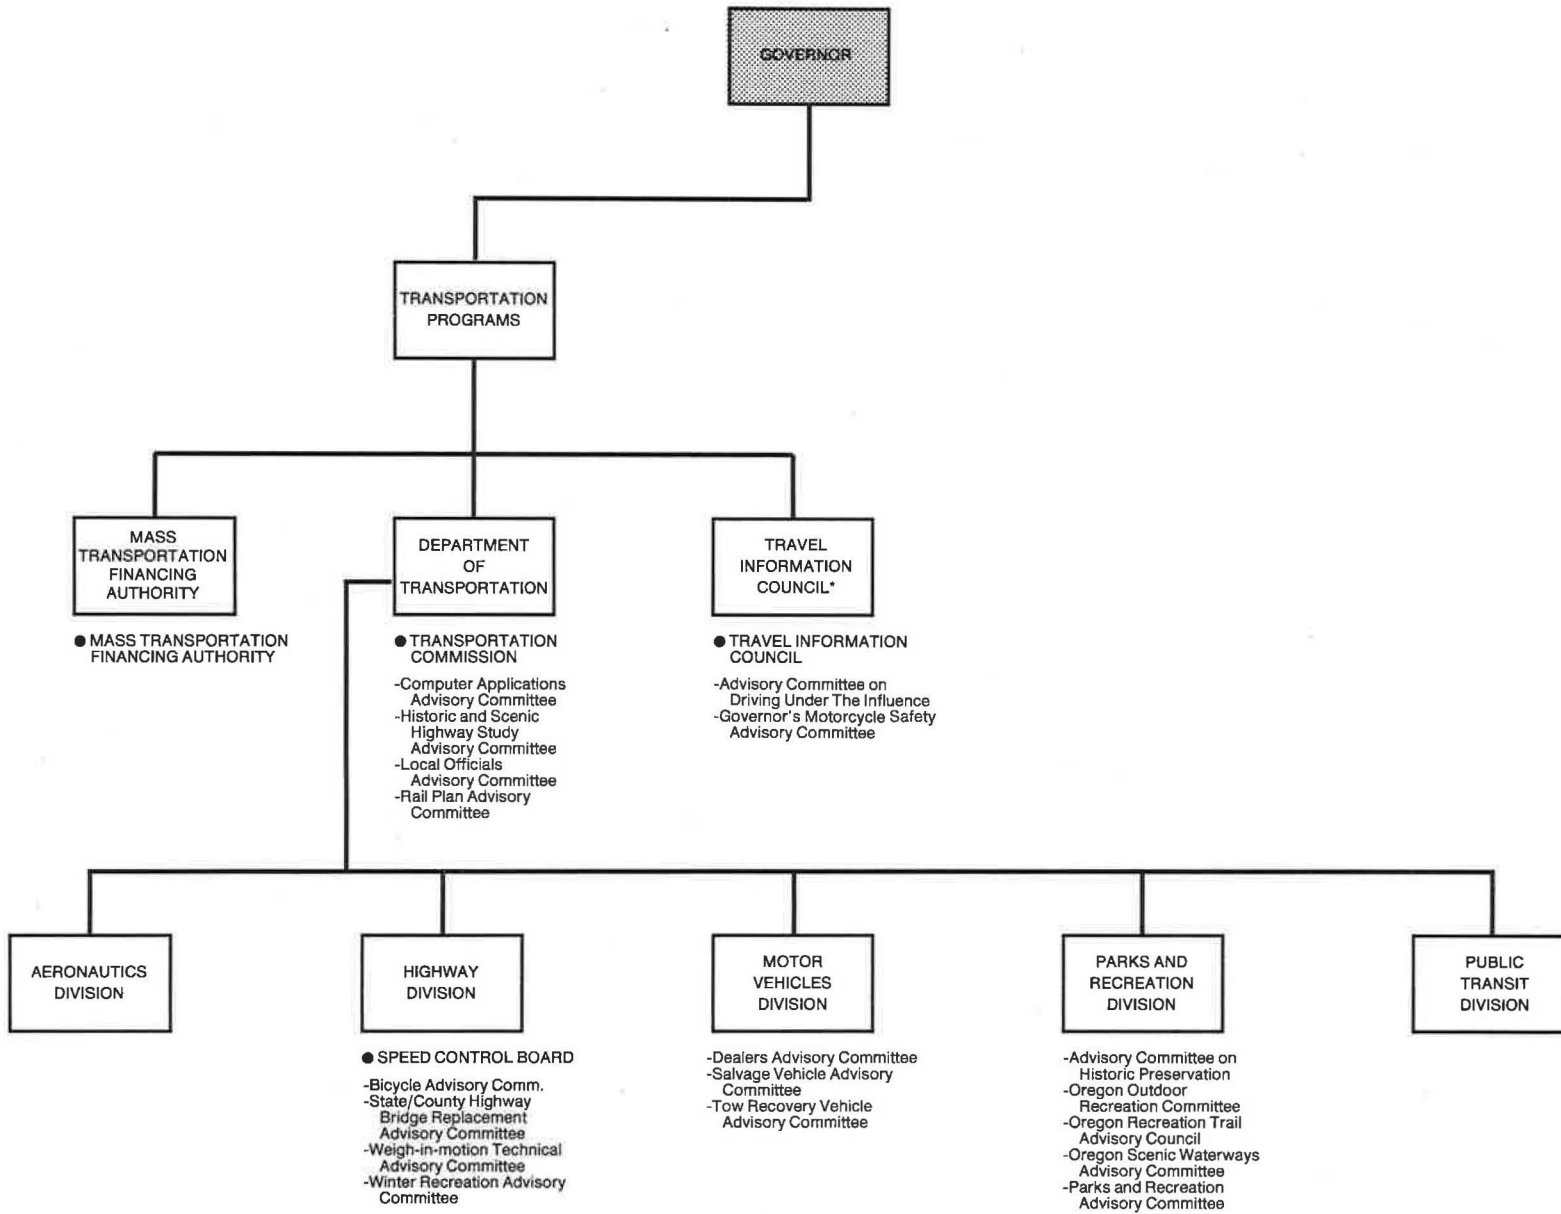 GOVERNOR
TRANSPORTATION
PROGRAMS
MASS
TRANSPORTATION
FINANCING
AUTHORITY
● MASS TRANSPORTATION
FINANCING AUTHORITY
DEPARTMENT
OF
TRANSPORTATION
● TRANSPORTATION
COMMISSION
-Computer Applications
Advisory Committee
-Historic and Scenic
Highway Study
Advisory Committee
-Local Officials
Advisory Committee
-Rail Plan Advisory
Committee
TRAVEL
INFORMATION
COUNCIL*
● TRAVEL INFORMATION
COUNCIL
-Advisory Committee on
Driving Under The Influence
-Governor's Motorcycle Safety
Advisory Committee
AERONAUTICS
DIVISION
HIGHWAY
DIVISION
● SPEED CONTROL BOARD
-Bicycle Advisory Comm.
-State/County Highway
Bridge Replacement
Advisory Committee
-Weigh-in-motion Technical
Advisory Committee
-Winter Recreation Advisory
Committee
MOTOR
VEHICLES
DIVISION
-Dealers Advisory Committee
-Salvage Vehicle Advisory
Committee
-Tow Recovery Vehicle
Advisory Committee
PARKS AND
RECREATION
DIVISION
-Advisory Committee on
Historic Preservation
-Oregon Outdoor
Recreation Committee
-Oregon Recreation Trail
Advisory Council
-Oregon Scenic Waterways
Advisory Committee
-Parks and Recreation
Advisory Committee
PUBLIC
TRANSIT
DIVISION